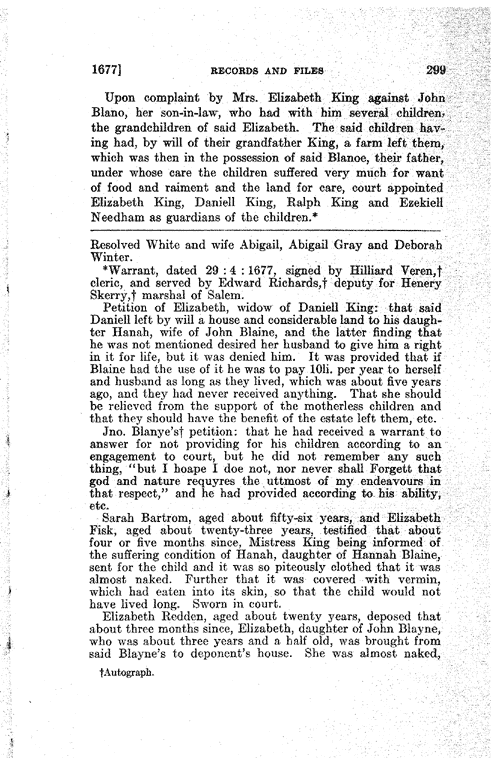 1677] RECORDS AND FILES 299
Upon complaint by Mrs. Elizabeth King against John
Blano, her son-in-law, who had with him several children,
the grandchildren of said Elizabeth. The said children hav-
ing had, by will of their grandfather King, a farm left them,
which was then in the possession of said Blanoe, their father,
under whose care the children suffered very much for want
of food and raiment and the land for care, court appointed
Elizabeth King, Daniell King, Ralph King and Ezekiell
Needham as guardians of the children.*
Resolved White and wife Abigail, Abigail Gray and Deborah
Winter.
*Warrant, dated 29 : 4 : 1677, signed by Hilliard Veren,†
cleric, and served by Edward Richards,† deputy for Henery
Skerry,† marshal of Salem.
Petition of Elizabeth, widow of Daniell King: that said
Daniell left by will a house and considerable land to his daugh-
ter Hanah, wife of John Blaine, and the latter finding that
he was not mentioned desired her husband to give him a right
in it for life, but it was denied him. It was provided that if
Blaine had the use of it he was to pay 10li. per year to herself
and husband as long as they lived, which was about five years
ago, and they had never received anything. That she should
be relieved from the support of the motherless children and
that they should have the benefit of the estate left them, etc.
Jno. Blanye's† petition: that he had received a warrant to
answer for not providing for his children according to an
engagement to court, but he did not remember any such
thing, "but I hoape I doe not, nor never shall Forgett that
god and nature requyres the uttmost of my endeavours in
that respect," and he had provided according to his ability,
etc.
Sarah Bartrom, aged about fifty-six years, and Elizabeth
Fisk, aged about twenty-three years, testified that about
four or five months since, Mistress King being informed of
the suffering condition of Hanah, daughter of Hannah Blaine,
sent for the child and it was so piteously clothed that it was
almost naked. Further that it was covered with vermin,
which had eaten into its skin, so that the child would not
have lived long. Sworn in court.
Elizabeth Redden, aged about twenty years, deposed that
about three months since, Elizabeth, daughter of John Blayne,
who was about three years and a half old, was brought from
said Blayne's to deponent's house. She was almost naked,
†Autograph.